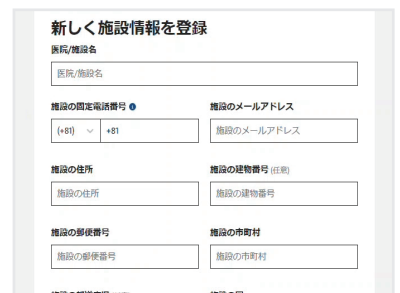 新しく施設情報を登録
医院/施設名
医院/施設名
施設の固定電話番号 施設のメールアドレス
(+81) +81 施設のメールアドレス
施設の住所 施設の建物番号 (任意)
施設の住所 施設の建物番号
施設の郵便番号 施設の市町村
施設の郵便番号 施設の市町村